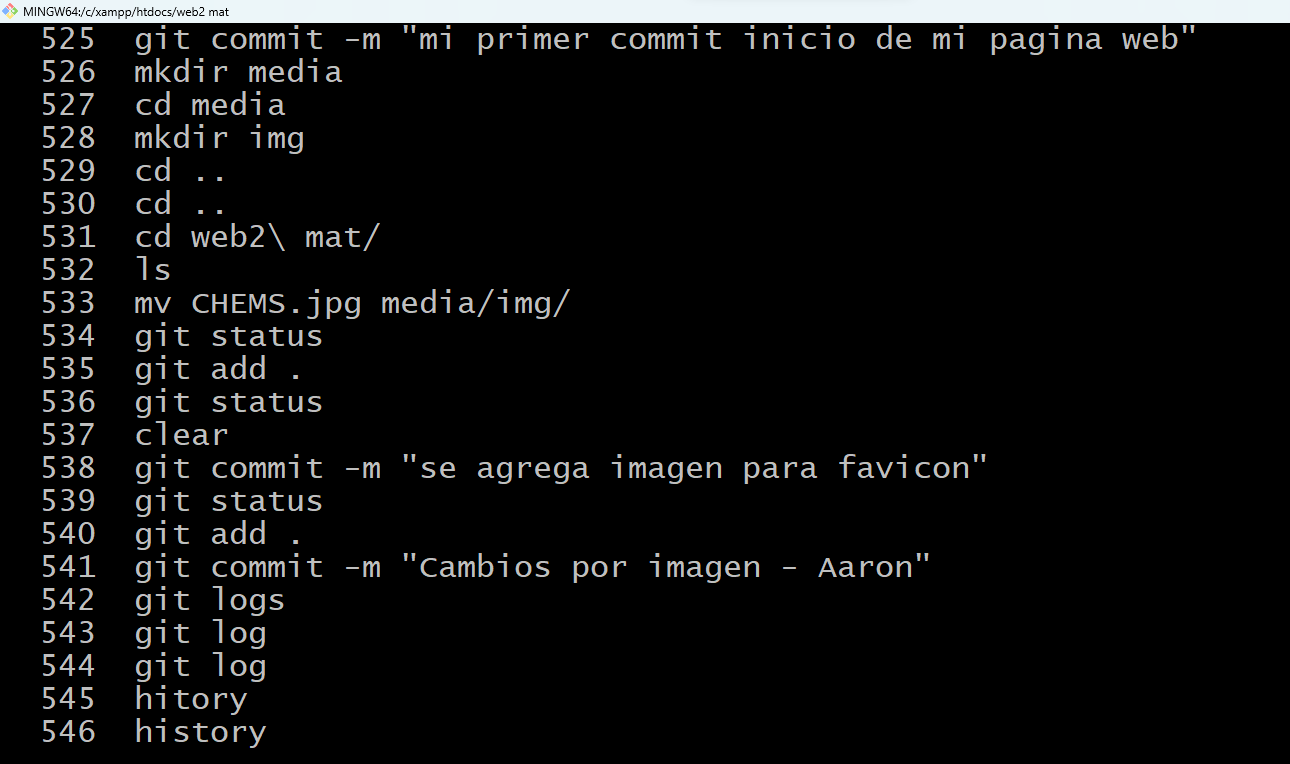 MINGW64:/c/xampp/htdocs/web2 mat
525 git commit -m "mi primer commit inicio de mi pagina web"
526 mkdir media
527 cd media
528 mkdir img
529 cd ..
530 cd ..
531 cd web2\ mat/
532 ls
533 mv CHEMS.jpg media/img/
534 git status
535 git add .
536 git status
537 clear
538 git commit -m "se agrega imagen para favicon"
539 git status
540 git add .
541 git commit -m "Cambios por imagen - Aaron"
542 git logs
543 git log
544 git log
545 hitory
546 history